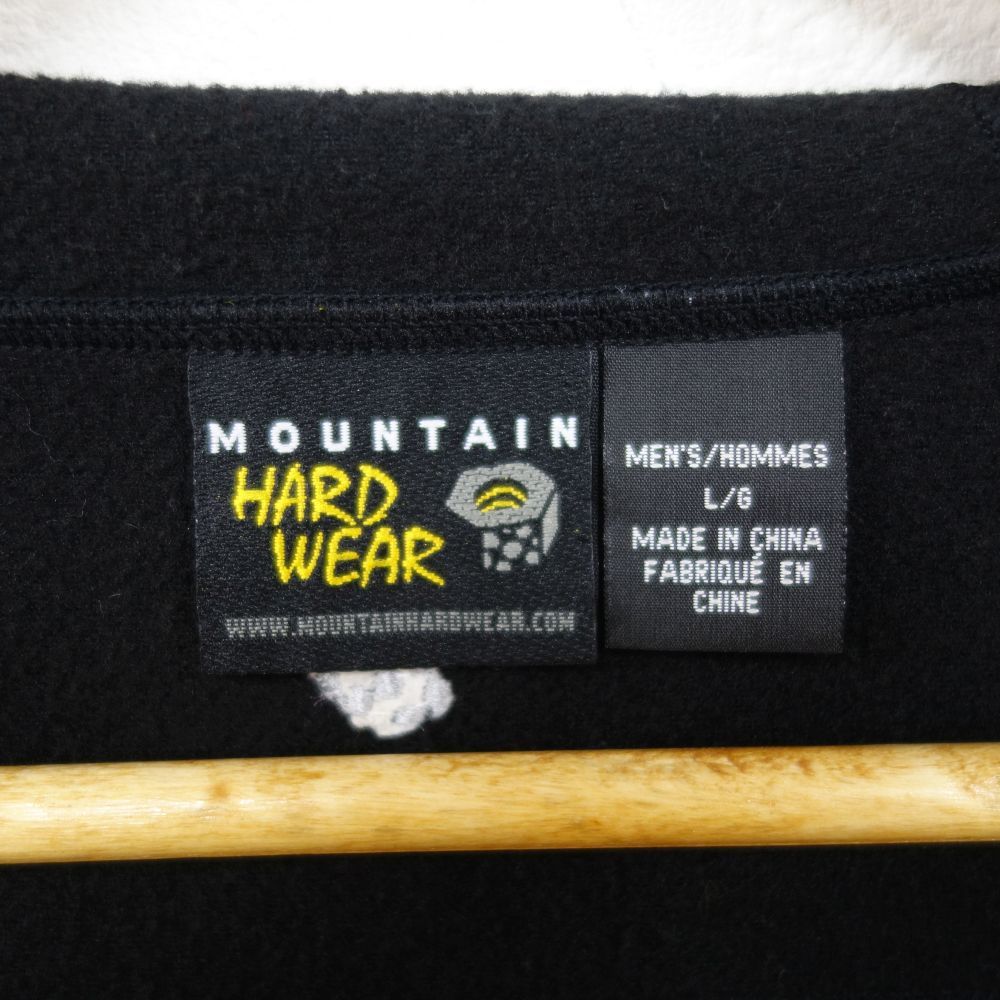 MOUNTAIN
HARD
WEAR
WWW.MOUNTAINHARDWEAR.COM
MEN'S/HOMMES
L/G
MADE IN CHINA
FABRIQUÉ EN
CHINE